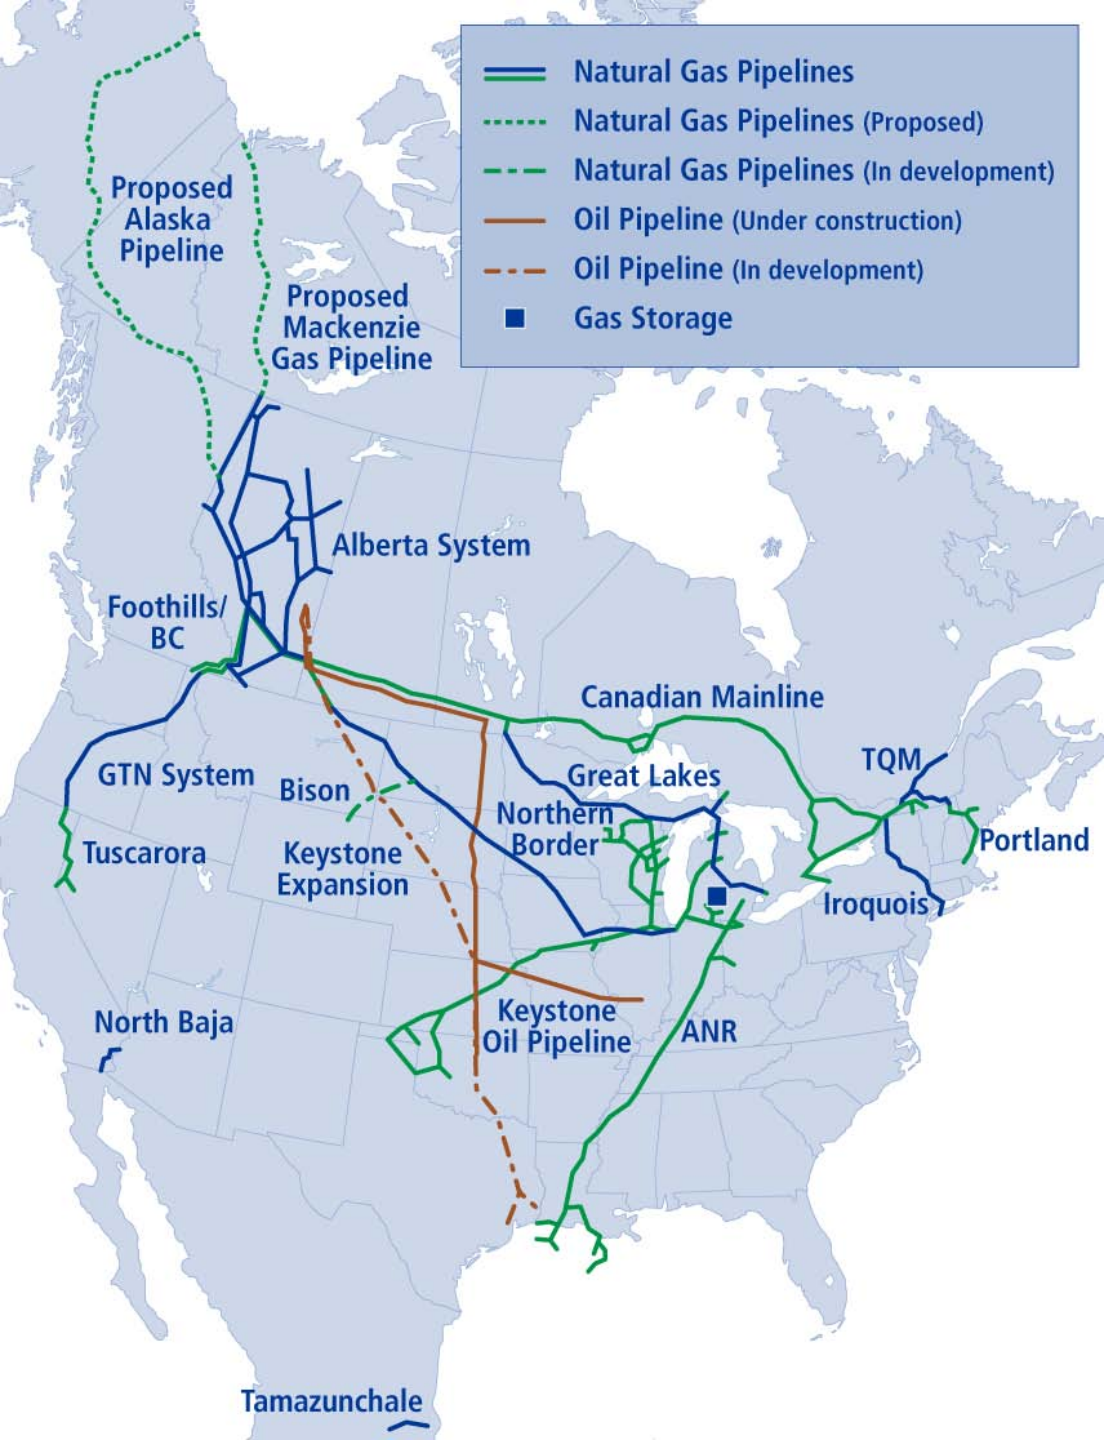 Natural Gas Pipelines
Natural Gas Pipelines (Proposed)
Natural Gas Pipelines (In development)
Oil Pipeline (Under construction)
Oil Pipeline (In development)
Gas Storage
Proposed
Alaska
Pipeline
Proposed
Mackenzie
Gas Pipeline
Alberta System
Foothills/
BC
Canadian Mainline
GTN System
Bison
Great Lakes
TQM
Northern
Border
Tuscarora
Keystone
Expansion
Portland
Iroquois
North Baja
Keystone
Oil Pipeline
ANR
Tamazunchale